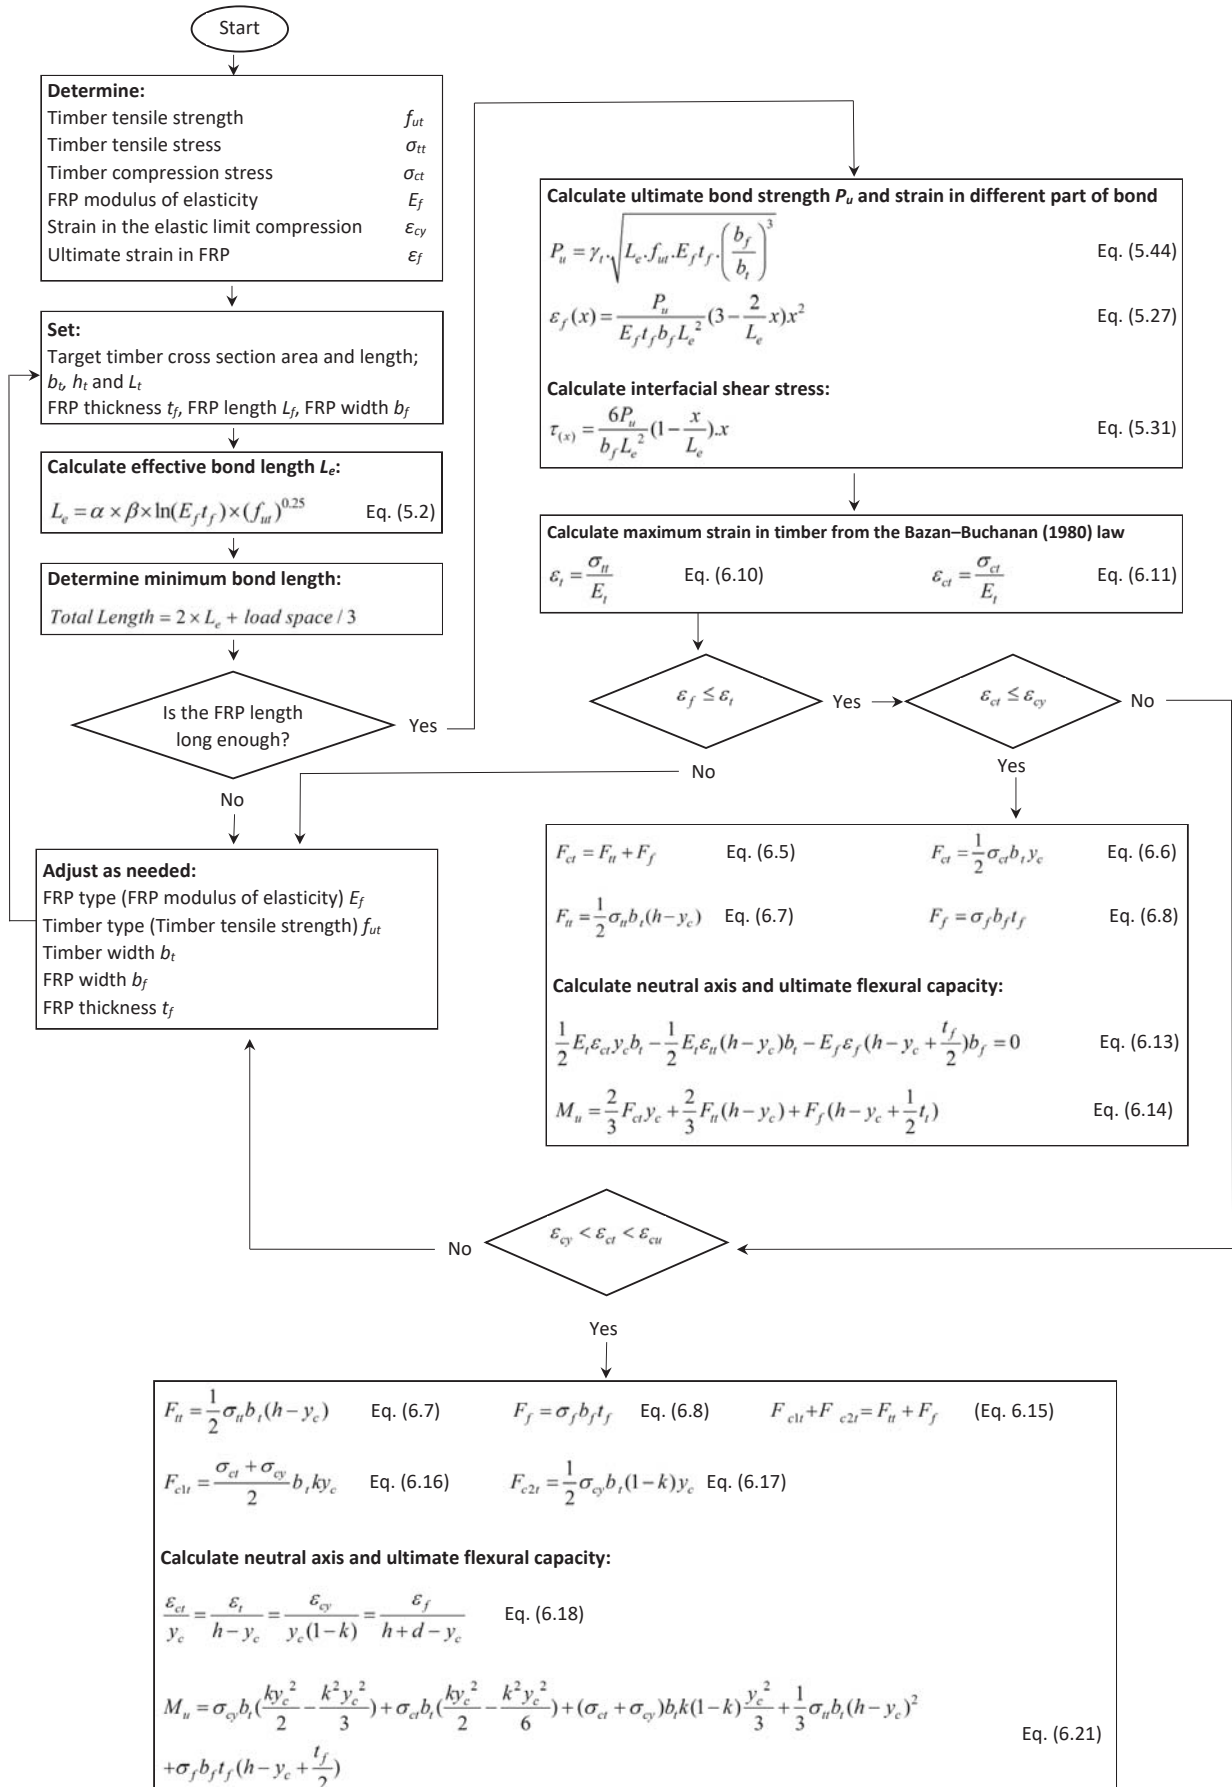 Start
Determine:
Timber tensile strength f_ut
Timber tensile stress σ_tt
Timber compression stress σ_ct
FRP modulus of elasticity E_f
Strain in the elastic limit compression ε_cy
Ultimate strain in FRP ε_f
Set:
Target timber cross section area and length;
b_t, h_t and L_t
FRP thickness t_f, FRP length L_f, FRP width b_f
Calculate effective bond length L_e:
L_e = α × β × ln(E_f t_f) × (f_ut)^0.25 Eq. (5.2)
Determine minimum bond length:
Total Length = 2 × L_e + load space / 3
Is the FRP length
long enough?
Yes
No
Adjust as needed:
FRP type (FRP modulus of elasticity) E_f
Timber type (Timber tensile strength) f_ut
Timber width b_t
FRP width b_f
FRP thickness t_f
Calculate ultimate bond strength P_u and strain in different part of bond
P_u = γ_t.√(L_e.f_ut.E_f t_f.(b_f/b_t)^3) Eq. (5.44)
ε_f(x) = P_u/(E_f t_f b_f L_e^2) (3 − 2/L_e x)x^2 Eq. (5.27)
Calculate interfacial shear stress:
τ_(x) = 6P_u/(b_f L_e^2) (1 − x/L_e).x Eq. (5.31)
Calculate maximum strain in timber from the Bazan–Buchanan (1980) law
ε_t = σ_tt/E_t Eq. (6.10) ε_ct = σ_ct/E_t Eq. (6.11)
ε_f ≤ ε_t
Yes
ε_ct ≤ ε_cy
No
No
Yes
F_ct = F_tt + F_f Eq. (6.5) F_ct = 1/2 σ_ct b_t y_c Eq. (6.6)
F_tt = 1/2 σ_tt b_t (h − y_c) Eq. (6.7) F_f = σ_f b_f t_f Eq. (6.8)
Calculate neutral axis and ultimate flexural capacity:
1/2 E_t ε_ct y_c b_t − 1/2 E_t ε_tt (h − y_c) b_t − E_f ε_f (h − y_c + t_f/2) b_f = 0 Eq. (6.13)
M_u = 2/3 F_ct y_c + 2/3 F_tt (h − y_c) + F_f (h − y_c + 1/2 t_t) Eq. (6.14)
ε_cy < ε_ct < ε_cu
No
Yes
F_tt = 1/2 σ_tt b_t (h − y_c) Eq. (6.7) F_f = σ_f b_f t_f Eq. (6.8) F_c1t + F_c2t = F_tt + F_f (Eq. 6.15)
F_c1t = (σ_ct + σ_cy)/2 b_t k y_c Eq. (6.16) F_c2t = 1/2 σ_cy b_t (1 − k) y_c Eq. (6.17)
Calculate neutral axis and ultimate flexural capacity:
ε_ct/y_c = ε_t/(h − y_c) = ε_cy/(y_c(1 − k)) = ε_f/(h + d − y_c) Eq. (6.18)
M_u = σ_cy b_t (k y_c^2/2 − k^2 y_c^2/3) + σ_ct b_t (k y_c^2/2 − k^2 y_c^2/6) + (σ_ct + σ_cy) b_t k(1 − k) y_c^2/3 + 1/3 σ_tt b_t (h − y_c)^2
+ σ_f b_f t_f (h − y_c + t_f/2) Eq. (6.21)